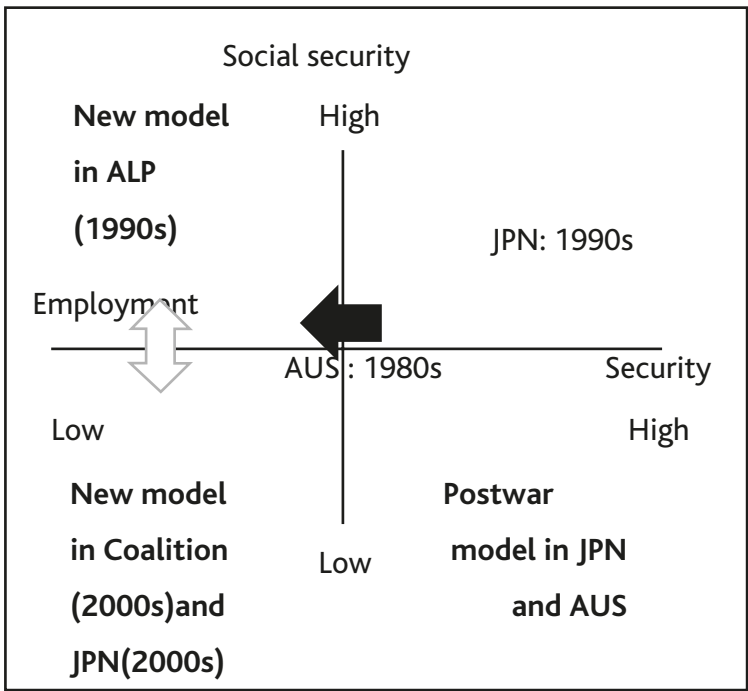 Social security
New model
in ALP
(1990s)
High
JPN: 1990s
Employment
AUS : 1980s
Security
Low
High
New model
in Coalition
(2000s)and
JPN(2000s)
Low
Postwar
model in JPN
and AUS